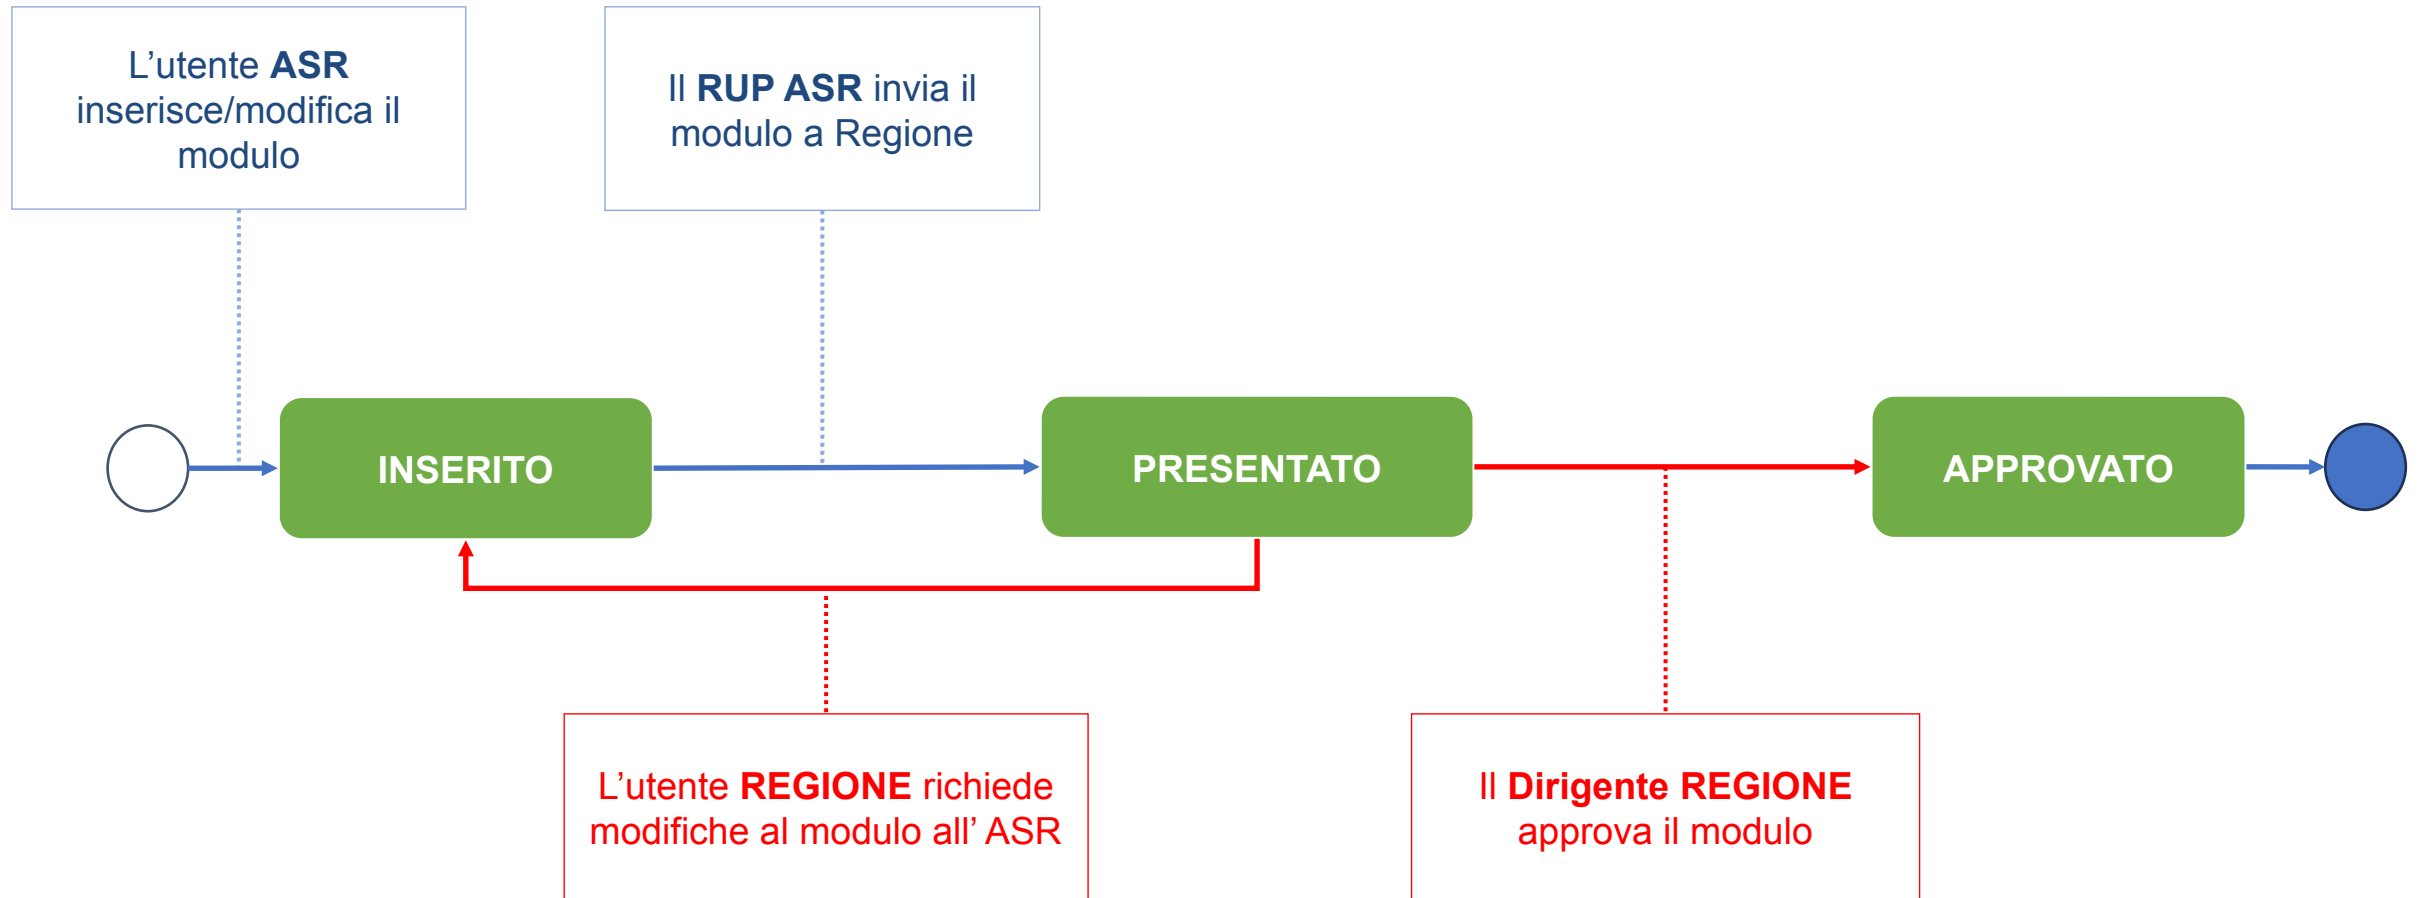 L’utente ASR
inserisce/modifica il
modulo
Il RUP ASR invia il
modulo a Regione
INSERITO
PRESENTATO
APPROVATO
L’utente REGIONE richiede
modifiche al modulo all’ ASR
Il Dirigente REGIONE
approva il modulo